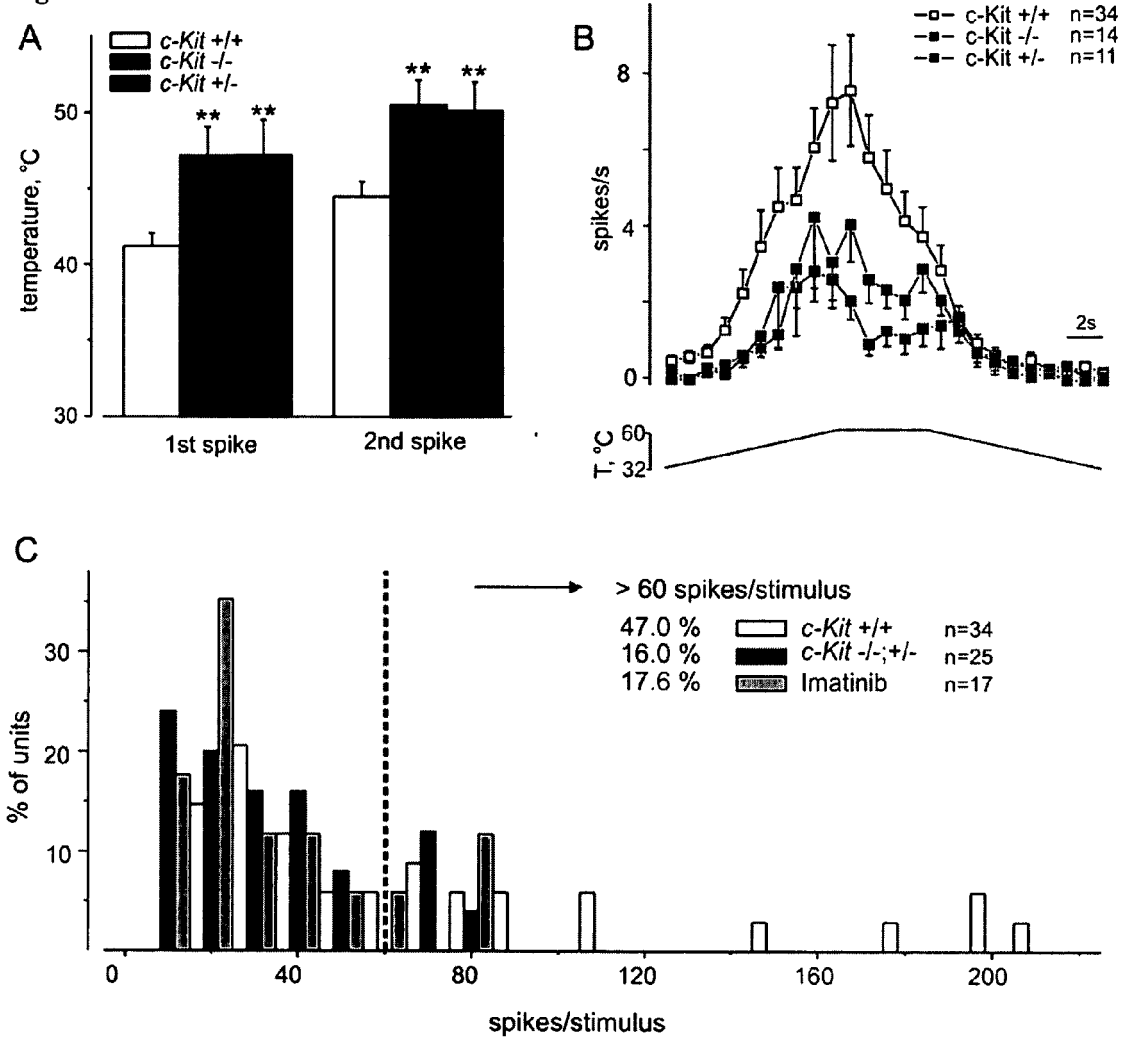 A
c-Kit +/+
c-Kit -/-
c-Kit +/-
** ** ** **
50
40
30
temperature, °C
1st spike
2nd spike
B
c-Kit +/+ n=34
c-Kit -/- n=14
c-Kit +/- n=11
8
4
0
spikes/s
2s
T, °C
60
32
C
> 60 spikes/stimulus
47.0 % c-Kit +/+ n=34
16.0 % c-Kit -/-;+/- n=25
17.6 % Imatinib n=17
30
20
10
% of units
0 40 80 120 160 200
spikes/stimulus